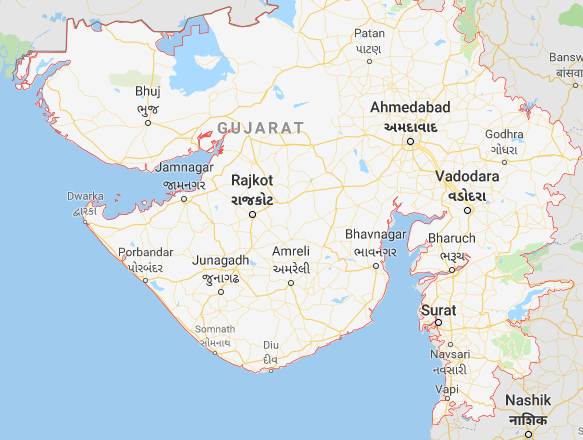 Patan
પાટણ
Banswa
बांसवा
Bhuj
ભુજ
Ahmedabad
અમદાવાદ
GUJARAT
Godhra
ગોધરા
Jamnagar
જામનગર
Rajkot
રાજકોટ
Vadodara
વડોદરા
Dwarka
દ્વારકા
Bhavnagar
ભાવનગર
Bharuch
ભરૂચ
Porbandar
પોરબંદર
Junagadh
જુનાગઢ
Amreli
અમરેલી
Surat
Somnath
સોમનાથ
Diu
દીવ
Navsari
નવસારી
Vapi
Nashik
नाशिक